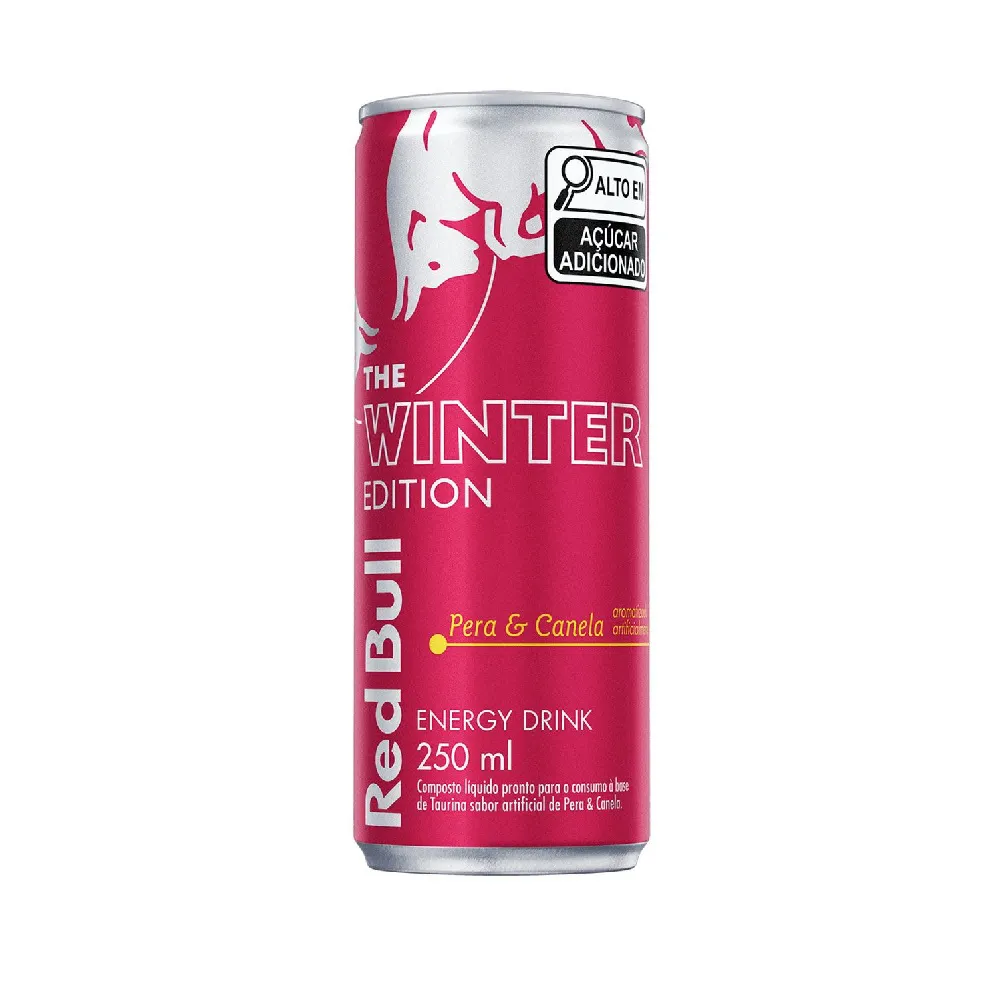 ALTO EM
AÇÚCAR
ADICIONADO
THE
WINTER
EDITION
Red Bull
Pera & Canela
ENERGY DRINK
250 ml
Composto líquido pronto para o consumo à base
de Taurina sabor artificial de Pera & Canela.